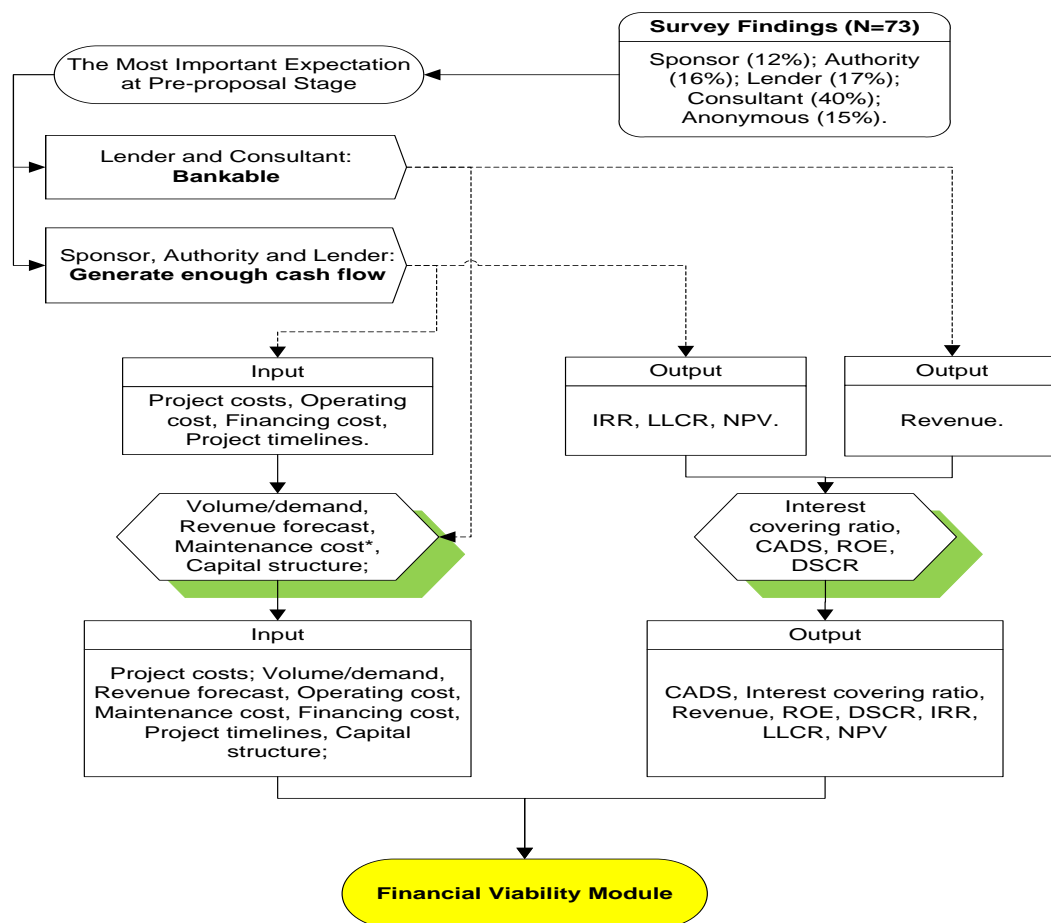 Survey Findings (N=73)
Sponsor (12%); Authority
(16%); Lender (17%);
Consultant (40%);
Anonymous (15%).
The Most Important Expectation
at Pre-proposal Stage
Lender and Consultant:
Bankable
Sponsor, Authority and Lender:
Generate enough cash flow
Input
Project costs, Operating
cost, Financing cost,
Project timelines.
Output
IRR, LLCR, NPV.
Output
Revenue.
Volume/demand,
Revenue forecast,
Maintenance cost*,
Capital structure;
Interest
covering ratio,
CADS, ROE,
DSCR
Input
Project costs; Volume/demand,
Revenue forecast, Operating cost,
Maintenance cost, Financing cost,
Project timelines, Capital
structure;
Output
CADS, Interest covering ratio,
Revenue, ROE, DSCR, IRR,
LLCR, NPV
Financial Viability Module